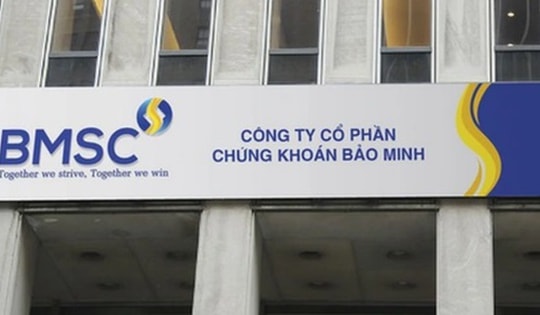 BMSC
Together we strive, Together we win
CÔNG TY CỔ PHẦN
CHỨNG KHOÁN BẢO MINH